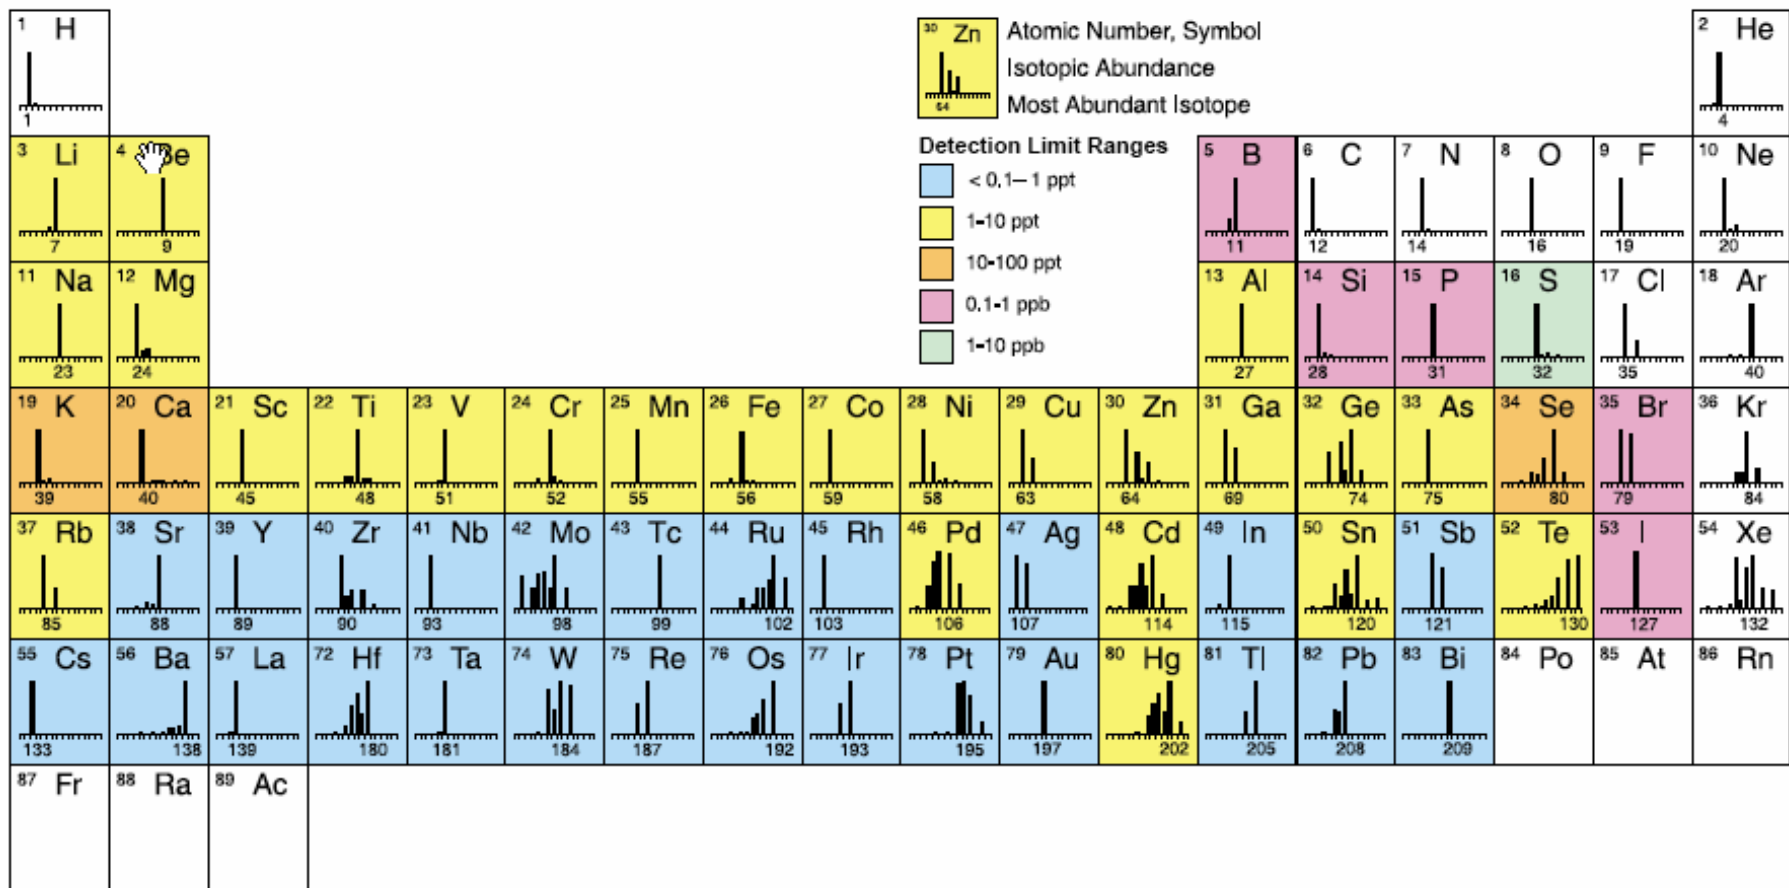 1 H
1
30 Zn
64
Atomic Number, Symbol
Isotopic Abundance
Most Abundant Isotope
2 He
4
Detection Limit Ranges
< 0.1– 1 ppt
1-10 ppt
10-100 ppt
0.1-1 ppb
1-10 ppb
3 Li 4 Be 5 B 6 C 7 N 8 O 9 F 10 Ne
7 9 11 12 14 16 19 20
11 Na 12 Mg 13 Al 14 Si 15 P 16 S 17 Cl 18 Ar
23 24 27 28 31 32 35 40
19 K 20 Ca 21 Sc 22 Ti 23 V 24 Cr 25 Mn 26 Fe 27 Co 28 Ni 29 Cu 30 Zn 31 Ga 32 Ge 33 As 34 Se 35 Br 36 Kr
39 40 45 48 51 52 55 56 59 58 63 64 69 74 75 80 79 84
37 Rb 38 Sr 39 Y 40 Zr 41 Nb 42 Mo 43 Tc 44 Ru 45 Rh 46 Pd 47 Ag 48 Cd 49 In 50 Sn 51 Sb 52 Te 53 I 54 Xe
85 88 89 90 93 98 99 102 103 106 107 114 115 120 121 130 127 132
55 Cs 56 Ba 57 La 72 Hf 73 Ta 74 W 75 Re 76 Os 77 Ir 78 Pt 79 Au 80 Hg 81 Tl 82 Pb 83 Bi 84 Po 85 At 86 Rn
133 138 139 180 181 184 187 192 193 195 197 202 205 208 209
87 Fr 88 Ra 89 Ac